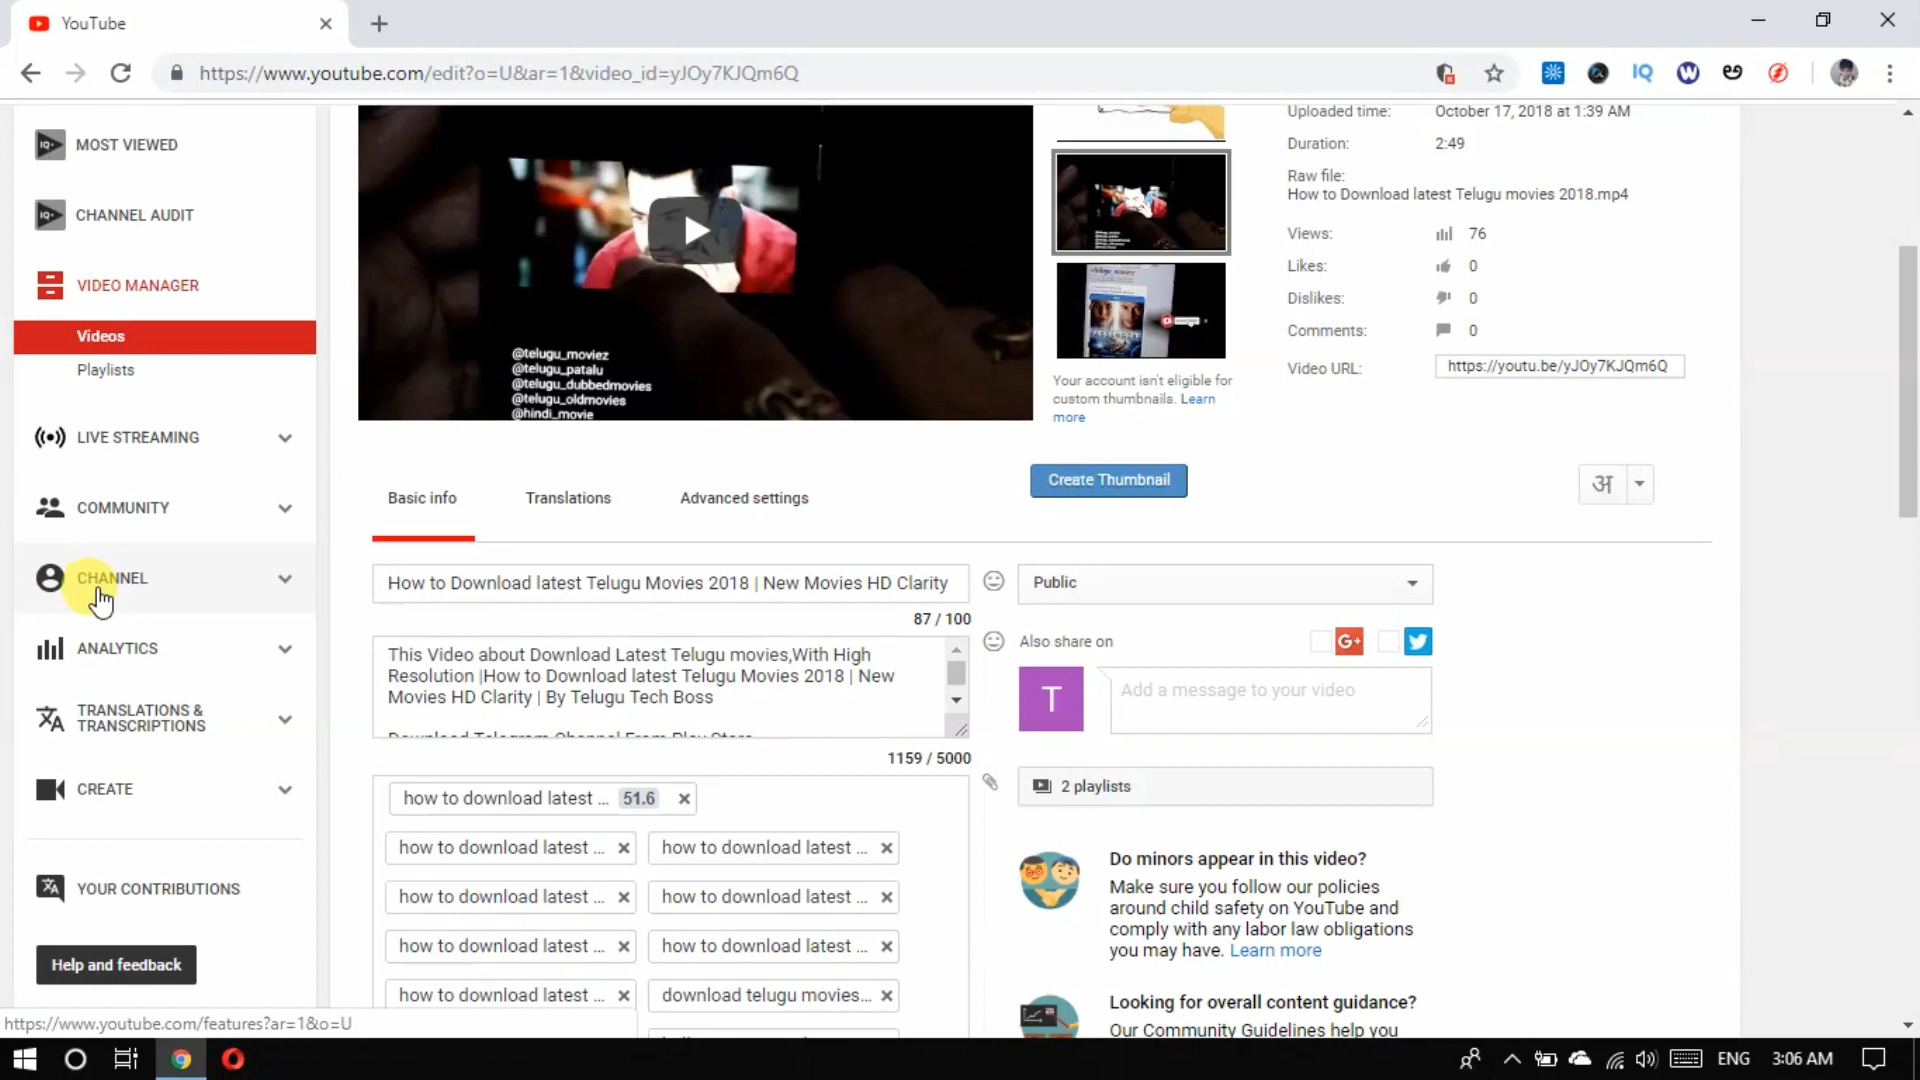 YouTube
https://www.youtube.com/edit?o=U&ar=1&video_id=yJOy7KJQm6Q
IQ
W
IQ+
MOST VIEWED
IQ+
CHANNEL AUDIT
VIDEO MANAGER
Videos
Playlists
LIVE STREAMING
COMMUNITY
CHANNEL
ANALYTICS
TRANSLATIONS &
TRANSCRIPTIONS
CREATE
YOUR CONTRIBUTIONS
Help and feedback
https://www.youtube.com/features?ar=1&o=U
@telugu_moviez
@telugu_patalu
@telugu_dubbedmovies
@telugu_oldmovies
@hindi_movie
Your account isn't eligible for
custom thumbnails. Learn
more
Uploaded time: October 17, 2018 at 1:39 AM
Duration: 2:49
Raw file:
How to Download latest Telugu movies 2018.mp4
Views: 76
Likes: 0
Dislikes: 0
Comments: 0
Video URL: https://youtu.be/yJOy7KJQm6Q
Basic info
Translations
Advanced settings
Create Thumbnail
अ
How to Download latest Telugu Movies 2018 | New Movies HD Clarity
87 / 100
This Video about Download Latest Telugu movies,With High
Resolution |How to Download latest Telugu Movies 2018 | New
Movies HD Clarity | By Telugu Tech Boss
Download Telegram Channel From Play Store
1159 / 5000
how to download latest ... 51.6
how to download latest ...
how to download latest ...
how to download latest ...
how to download latest ...
how to download latest ...
how to download latest ...
how to download latest ...
download telugu movies...
Public
Also share on
G+
T
Add a message to your video
2 playlists
Do minors appear in this video?
Make sure you follow our policies
around child safety on YouTube and
comply with any labor law obligations
you may have. Learn more
Looking for overall content guidance?
Our Community Guidelines help you
ENG
3:06 AM